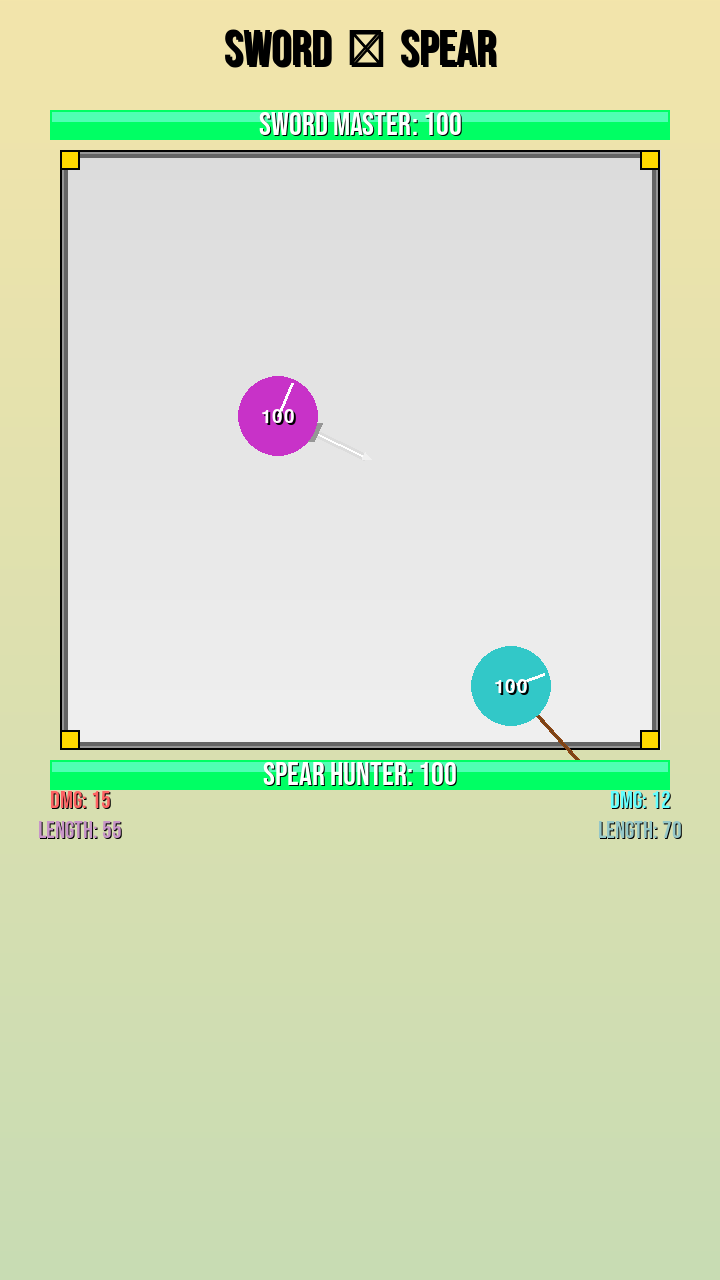 SWORD ☒ SPEAR
SWORD MASTER: 100
100
100
SPEAR HUNTER: 100
DMG: 15
DMG: 12
LENGTH: 55
LENGTH: 70